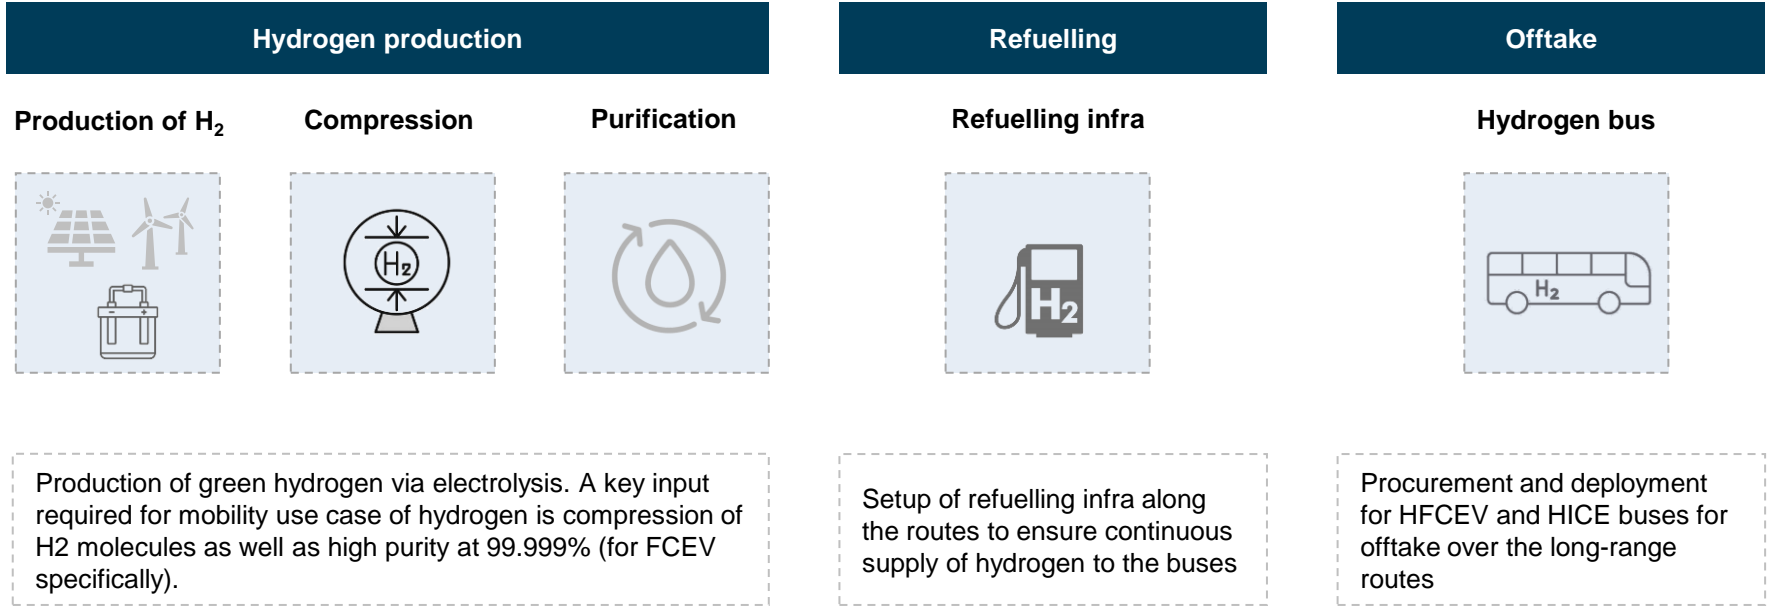 Hydrogen production
Production of H₂
Compression
Purification
H₂
Production of green hydrogen via electrolysis. A key input
required for mobility use case of hydrogen is compression of
H2 molecules as well as high purity at 99.999% (for FCEV
specifically).
Refuelling
Refuelling infra
H₂
Setup of refuelling infra along
the routes to ensure continuous
supply of hydrogen to the buses
Offtake
Hydrogen bus
H₂
Procurement and deployment
for HFCEV and HICE buses for
offtake over the long-range
routes